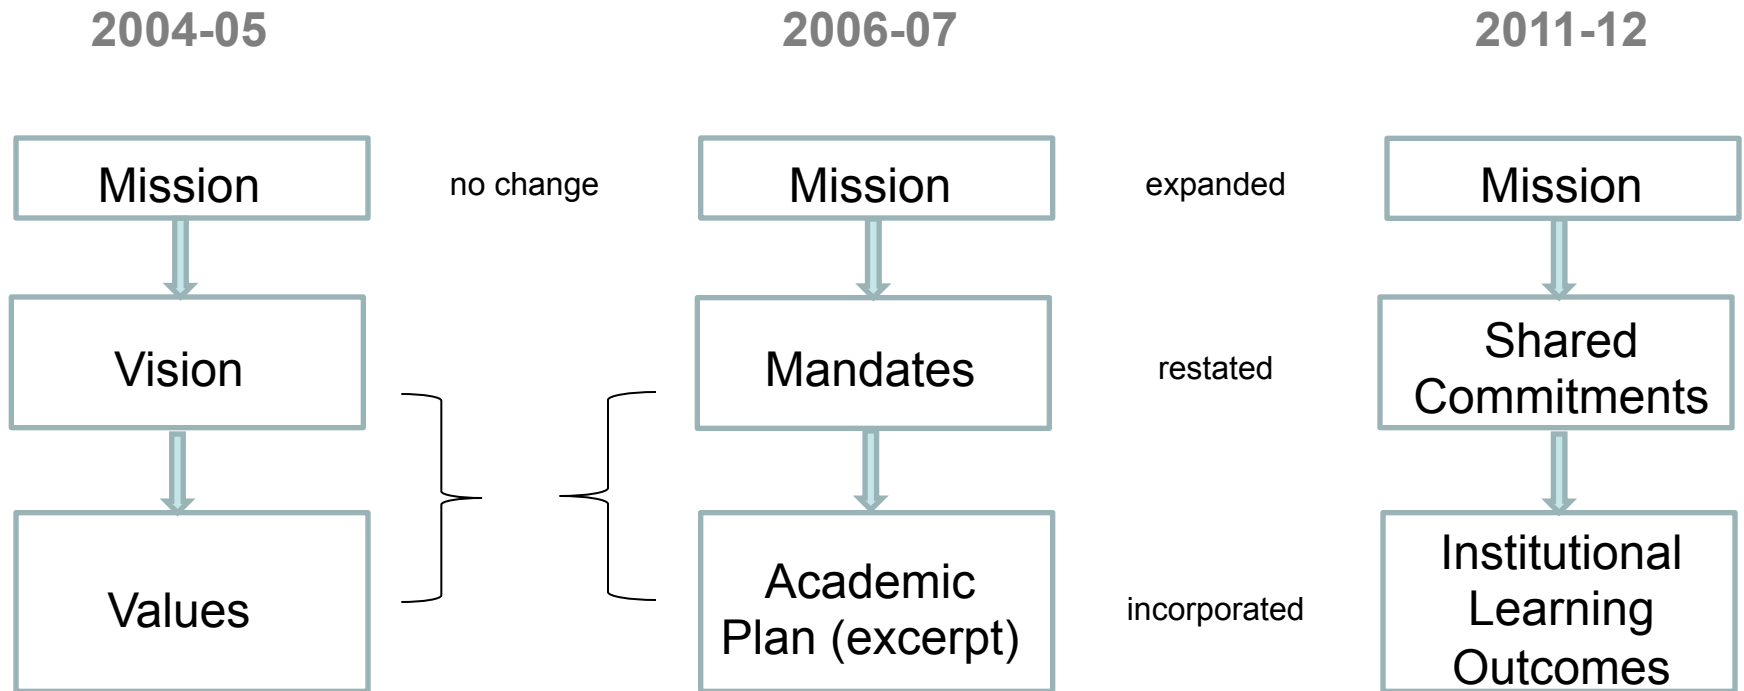 2004-05
2006-07
2011-12
Mission
no change
Mission
expanded
Mission
Vision
Mandates
restated
Shared
Commitments
Values
Academic
Plan (excerpt)
incorporated
Institutional
Learning
Outcomes